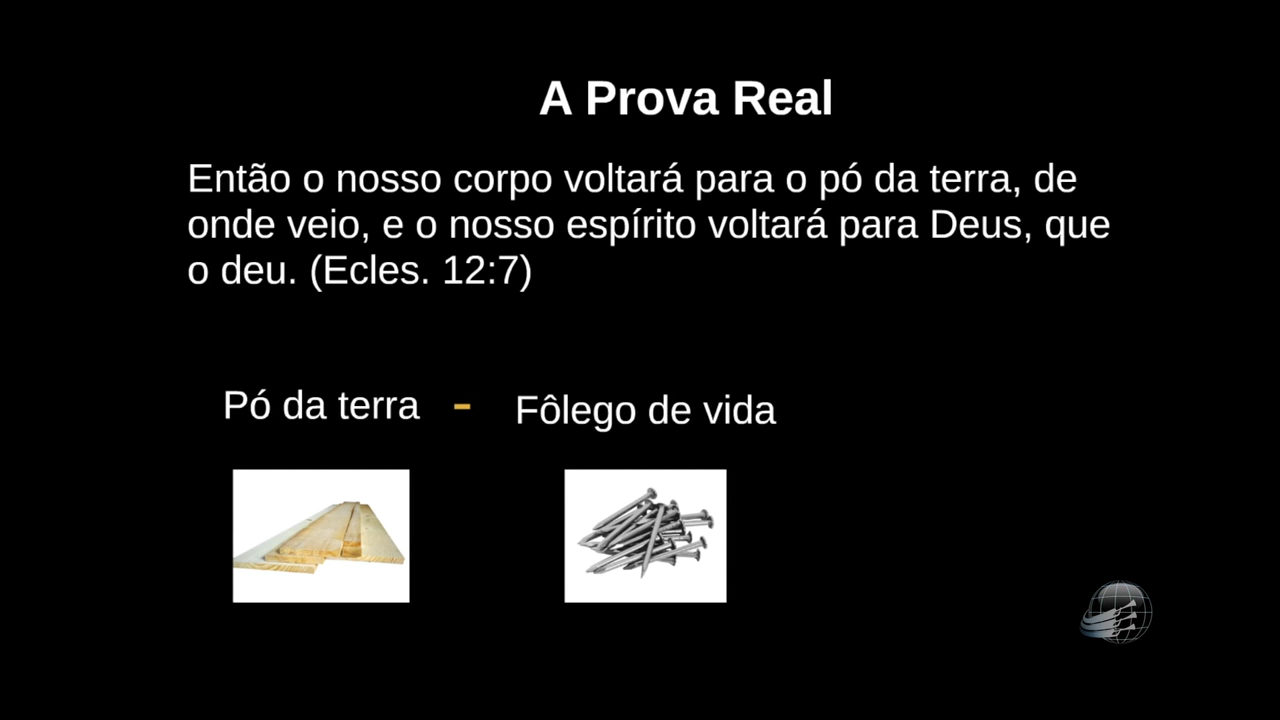 A Prova Real
Então o nosso corpo voltará para o pó da terra, de
onde veio, e o nosso espírito voltará para Deus, que
o deu. (Ecles. 12:7)
Pó da terra - Fôlego de vida